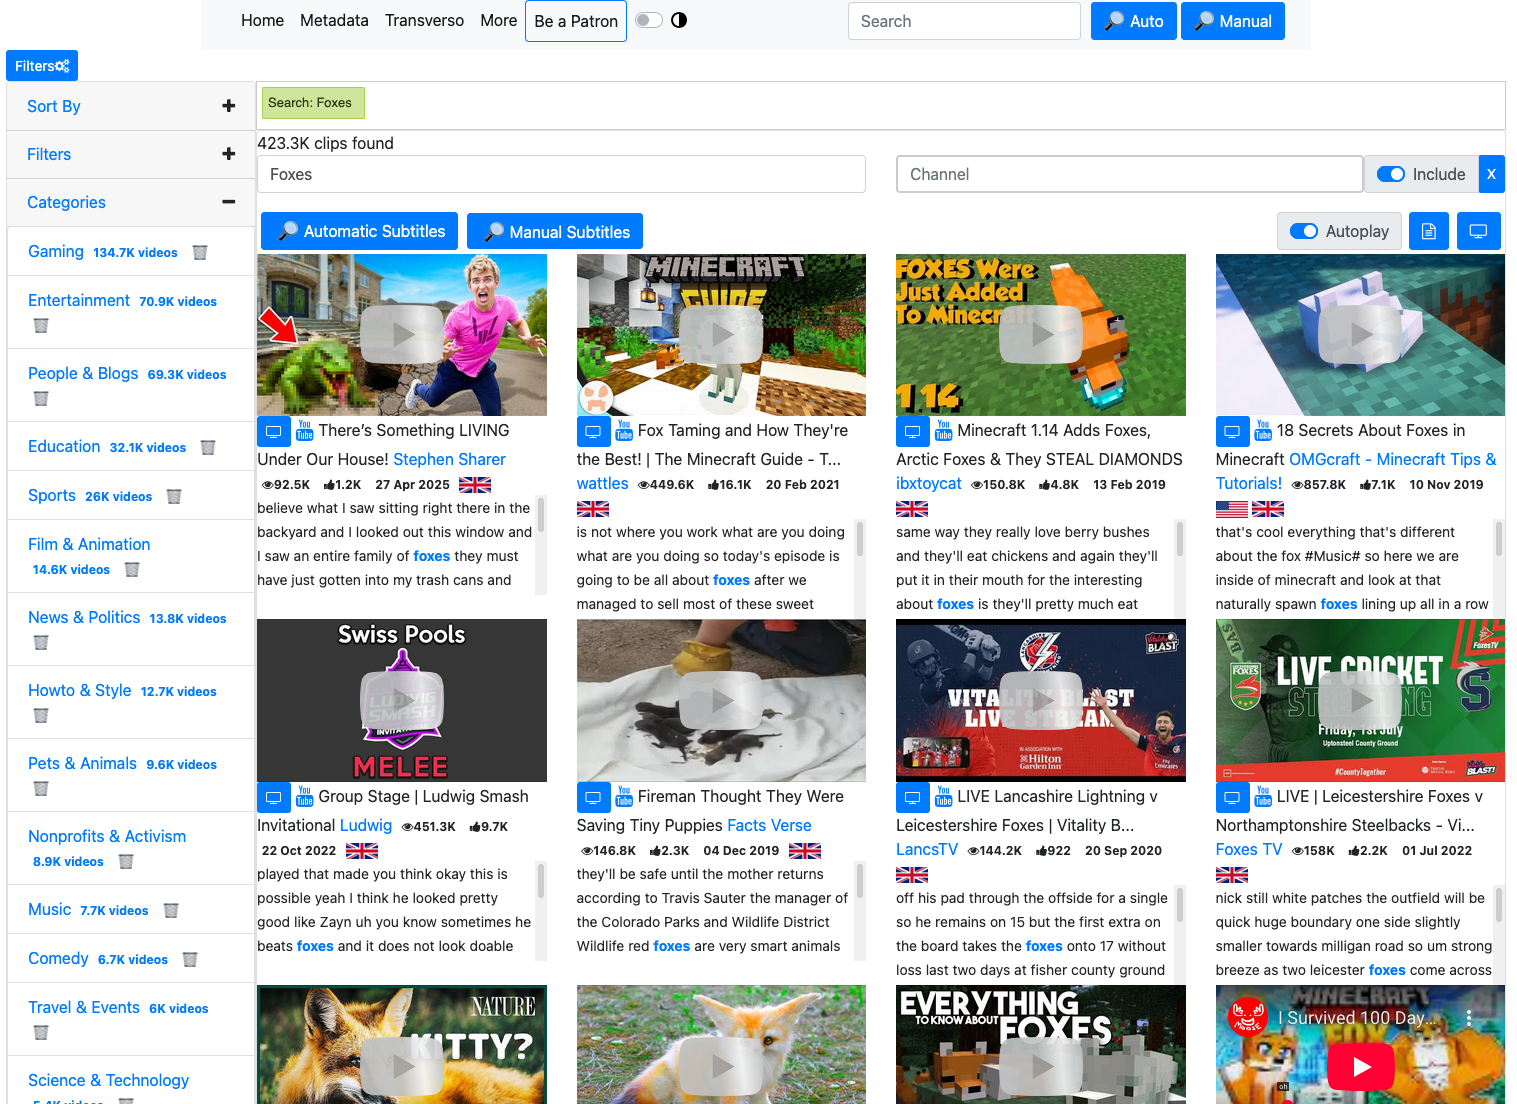 Home Metadata Transverso More Be a Patron Search Auto Manual
Filters
Sort By
Filters
Categories
Gaming 134.7K videos
Entertainment 70.9K videos
People & Blogs 69.3K videos
Education 32.1K videos
Sports 26K videos
Film & Animation
14.6K videos
News & Politics 13.8K videos
Howto & Style 12.7K videos
Pets & Animals 9.6K videos
Nonprofits & Activism
8.9K videos
Music 7.7K videos
Comedy 6.7K videos
Travel & Events 6K videos
Science & Technology
5.4K videos
Search: Foxes
423.3K clips found
Foxes
Channel Include X
Automatic Subtitles Manual Subtitles Autoplay
You Tube There's Something LIVING
Under Our House! Stephen Sharer
92.5K 1.2K 27 Apr 2025
believe what I saw sitting right there in the
backyard and I looked out this window and
I saw an entire family of foxes they must
have just gotten into my trash cans and
MINECRAFT
GUIDE
You Tube Fox Taming and How They're
the Best! | The Minecraft Guide - T...
wattles 449.6K 16.1K 20 Feb 2021
is not where you work what are you doing
what are you doing so today's episode is
going to be all about foxes after we
managed to sell most of these sweet
FOXES Were
Just Added
To Minecraft
1.14
You Tube Minecraft 1.14 Adds Foxes,
Arctic Foxes & They STEAL DIAMONDS
ibxtoycat 150.8K 4.8K 13 Feb 2019
same way they really love berry bushes
and they'll eat chickens and again they'll
put it in their mouth for the interesting
about foxes is they'll pretty much eat
You Tube 18 Secrets About Foxes in
Minecraft OMGcraft - Minecraft Tips &
Tutorials! 857.8K 7.1K 10 Nov 2019
that's cool everything that's different
about the fox #Music# so here we are
inside of minecraft and look at that
naturally spawn foxes lining up all in a row
Swiss Pools
LUDWIG
SMASH
INVITATIONAL
MELEE
You Tube Group Stage | Ludwig Smash
Invitational Ludwig 451.3K 9.7K
22 Oct 2022
played that made you think okay this is
possible yeah I think he looked pretty
good like Zayn uh you know sometimes he
beats foxes and it does not look doable
You Tube Fireman Thought They Were
Saving Tiny Puppies Facts Verse
146.8K 2.3K 04 Dec 2019
they'll be safe until the mother returns
according to Travis Sauter the manager of
the Colorado Parks and Wildlife District
Wildlife red foxes are very smart animals
BLAST
VITALITY BLAST
LIVE STREAM
IN ASSOCIATION WITH
Hilton
Garden Inn
Emirates
You Tube LIVE Lancashire Lightning v
Leicestershire Foxes | Vitality B...
LancsTV 144.2K 922 20 Sep 2020
off his pad through the offside for a single
so he remains on 15 but the first extra on
the board takes the foxes onto 17 without
loss last two days at fisher county ground
FoxesTV
FOXES
LIVE CRICKET
STREAMING
Friday, 1st July
Uptonsteel County Ground
#CountyTogether
BLAST!
You Tube LIVE | Leicestershire Foxes v
Northamptonshire Steelbacks - Vi...
Foxes TV 158K 2.2K 01 Jul 2022
nick still white patches the outfield will be
quick huge boundary one side slightly
smaller towards milligan road so um strong
breeze as two leicester foxes come across
NATURE
KITTY?
EVERYTHING
TO KNOW ABOUT
FOXES
MINECRAFT
I Survived 100 Day...
oh